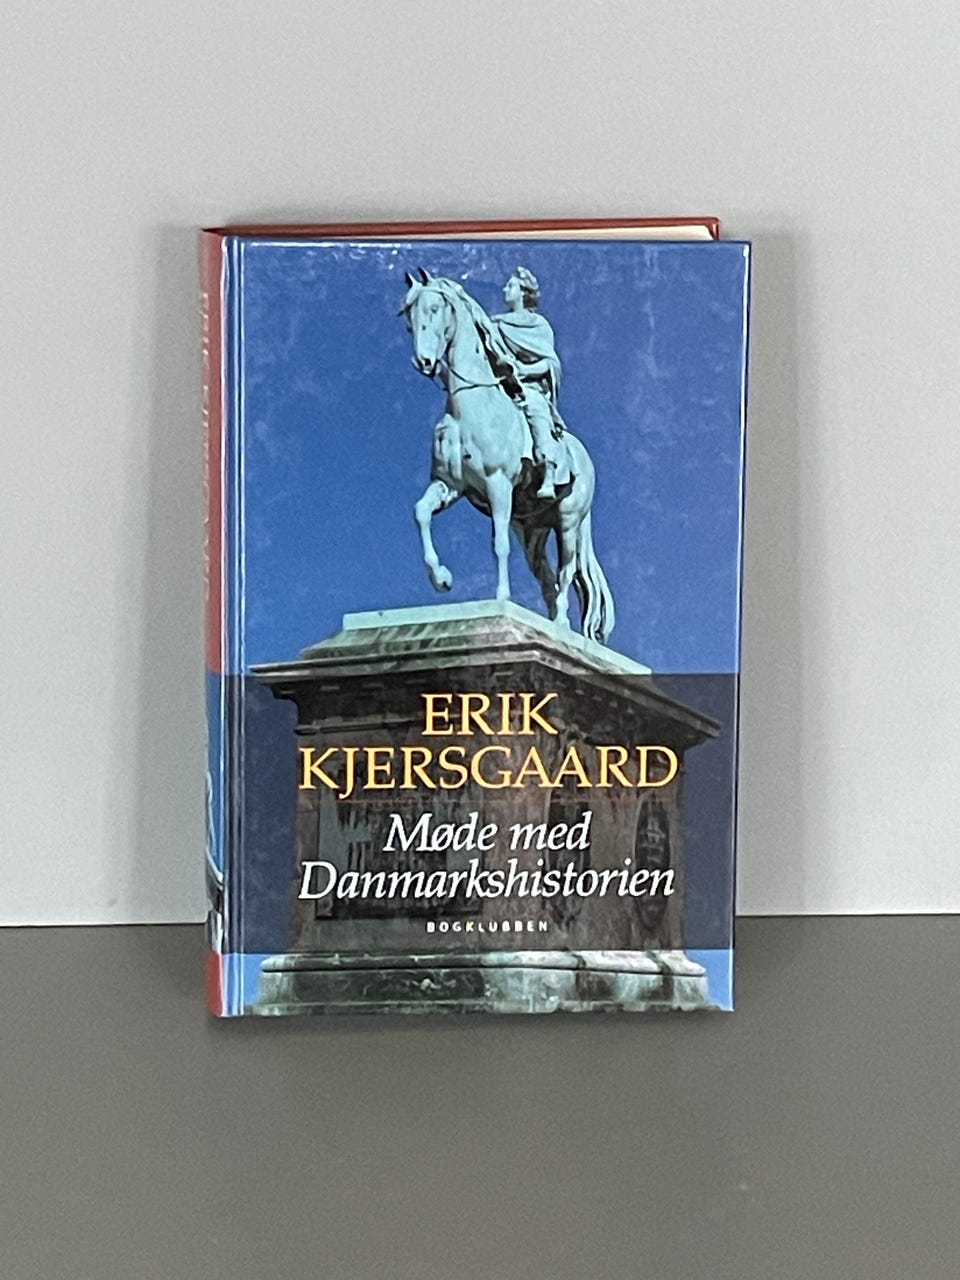 ERIK
KJERSGAARD
Møde med
Danmarkshistorien
BOGKLUBBEN